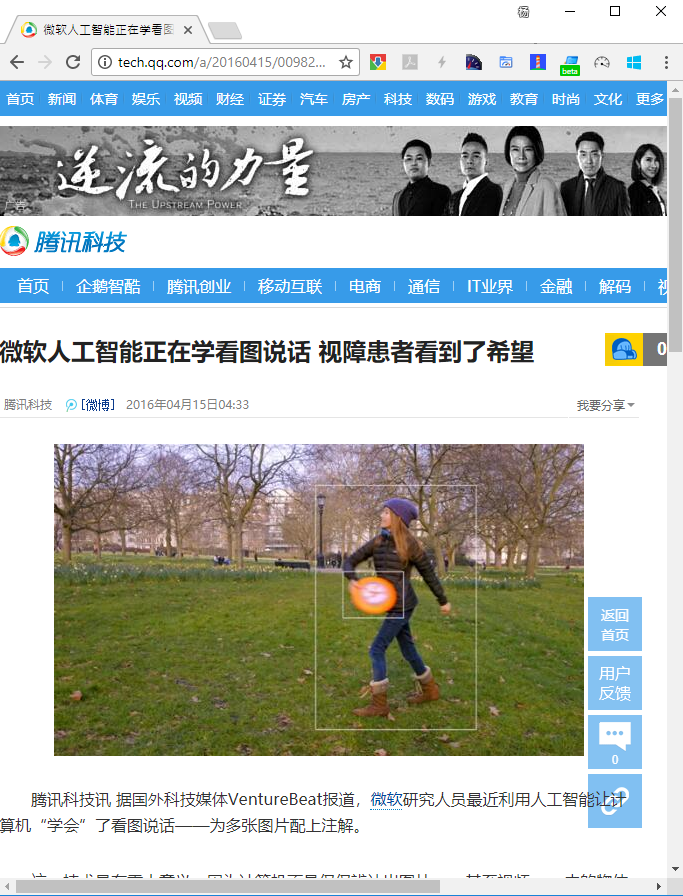 杨
微软人工智能正在学看图
tech.qq.com/a/20160415/00982...
beta
首页 新闻 体育 娱乐 视频 财经 证券 汽车 房产 科技 数码 游戏 教育 时尚 文化 更多
逆流的力量
THE UPSTREAM POWER
广告
腾讯科技
首页 企鹅智酷 腾讯创业 移动互联 电商 通信 IT业界 金融 解码
微软人工智能正在学看图说话 视障患者看到了希望
0
腾讯科技 [微博] 2016年04月15日04:33 我要分享
返回
首页
用户
反馈
0
腾讯科技讯 据国外科技媒体VentureBeat报道，微软研究人员最近利用人工智能让计
算机“学会”了看图说话——为多张图片配上注解。